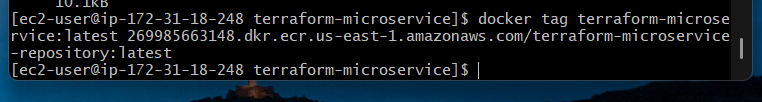 10.1kB
[ec2-user@ip-172-31-18-248 terraform-microservice]$ docker tag terraform-microse
rvice:latest 269985663148.dkr.ecr.us-east-1.amazonaws.com/terraform-microservice
-repository:latest
[ec2-user@ip-172-31-18-248 terraform-microservice]$